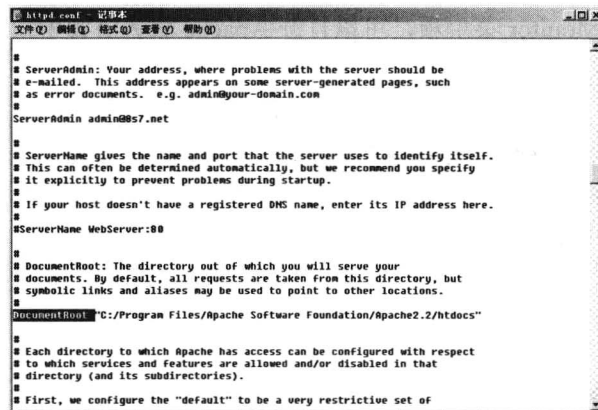 httpd.conf - 记事本
文件(F) 编辑(E) 格式(O) 查看(V) 帮助(H)
#
# ServerAdmin: Your address, where problems with the server should be
# e-mailed.  This address appears on some server-generated pages, such
# as error documents.  e.g. admin@your-domain.com
#
ServerAdmin admin@8s7.net
#
# ServerName gives the name and port that the server uses to identify itself.
# This can often be determined automatically, but we recommend you specify
# it explicitly to prevent problems during startup.
#
# If your host doesn't have a registered DNS name, enter its IP address here.
#
#ServerName WebServer:80
#
# DocumentRoot: The directory out of which you will serve your
# documents. By default, all requests are taken from this directory, but
# symbolic links and aliases may be used to point to other locations.
#
DocumentRoot "C:/Program Files/Apache Software Foundation/Apache2.2/htdocs"
#
# Each directory to which Apache has access can be configured with respect
# to which services and features are allowed and/or disabled in that
# directory (and its subdirectories).
#
# First, we configure the "default" to be a very restrictive set of